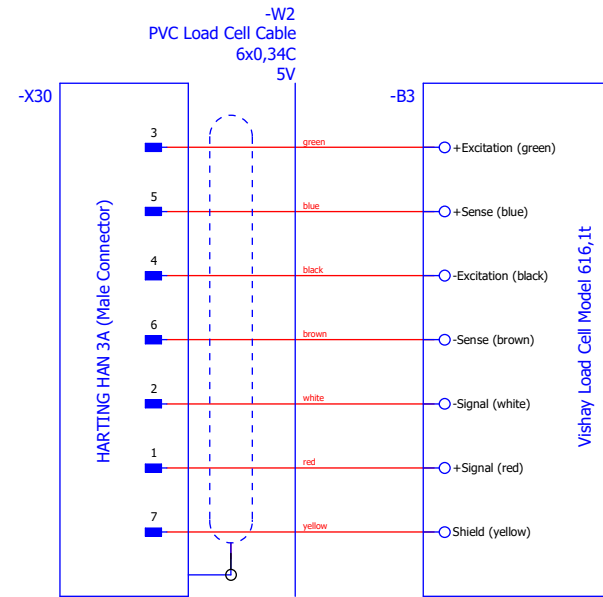 -W2
PVC Load Cell Cable
6x0,34C
5V
-X30
-B3
3
green
+Excitation (green)
5
blue
+Sense (blue)
4
black
-Excitation (black)
6
brown
-Sense (brown)
2
white
-Signal (white)
1
red
+Signal (red)
7
yellow
Shield (yellow)
HARTING HAN 3A (Male Connector)
Vishay Load Cell Model 616,1t